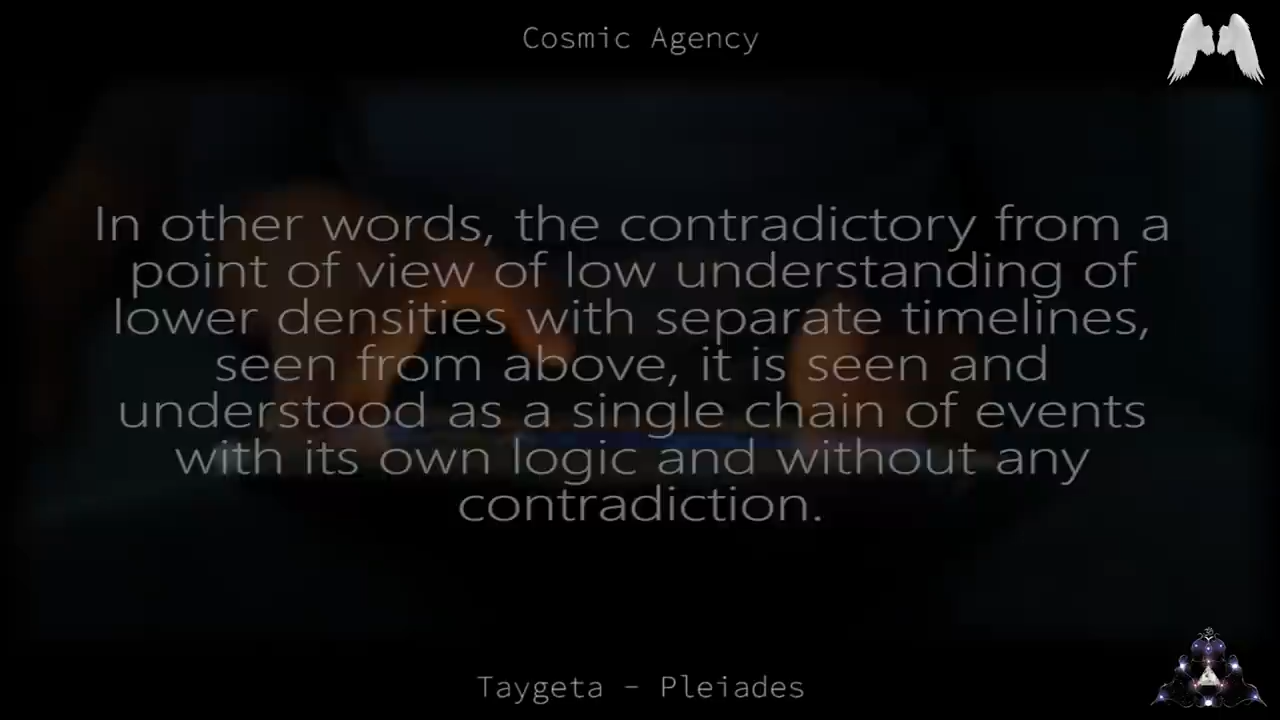 Cosmic Agency
In other words, the contradictory from a
point of view of low understanding of
lower densities with separate timelines,
seen from above, it is seen and
understood as a single chain of events
with its own logic and without any
contradiction.
Taygeta - Pleiades